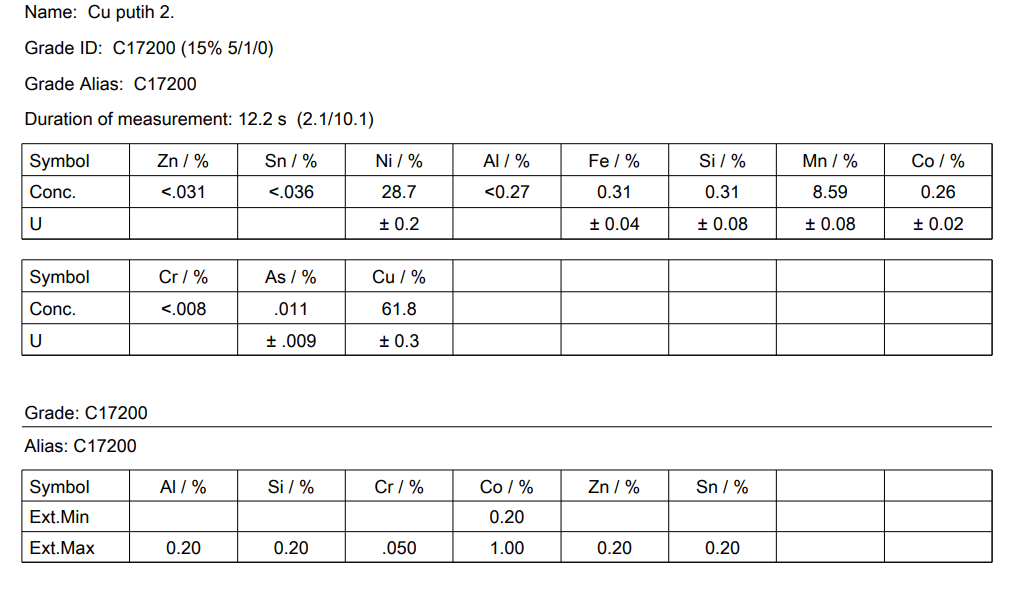 Name: Cu putih 2.
Grade ID: C17200 (15% 5/1/0)
Grade Alias: C17200
Duration of measurement: 12.2 s (2.1/10.1)
Symbol Zn / % Sn / % Ni / % Al / % Fe / % Si / % Mn / % Co / %
Conc. <.031 <.036 28.7 <0.27 0.31 0.31 8.59 0.26
U ± 0.2 ± 0.04 ± 0.08 ± 0.08 ± 0.02
Symbol Cr / % As / % Cu / %
Conc. <.008 .011 61.8
U ± .009 ± 0.3
Grade: C17200
Alias: C17200
Symbol Al / % Si / % Cr / % Co / % Zn / % Sn / %
Ext.Min 0.20
Ext.Max 0.20 0.20 .050 1.00 0.20 0.20